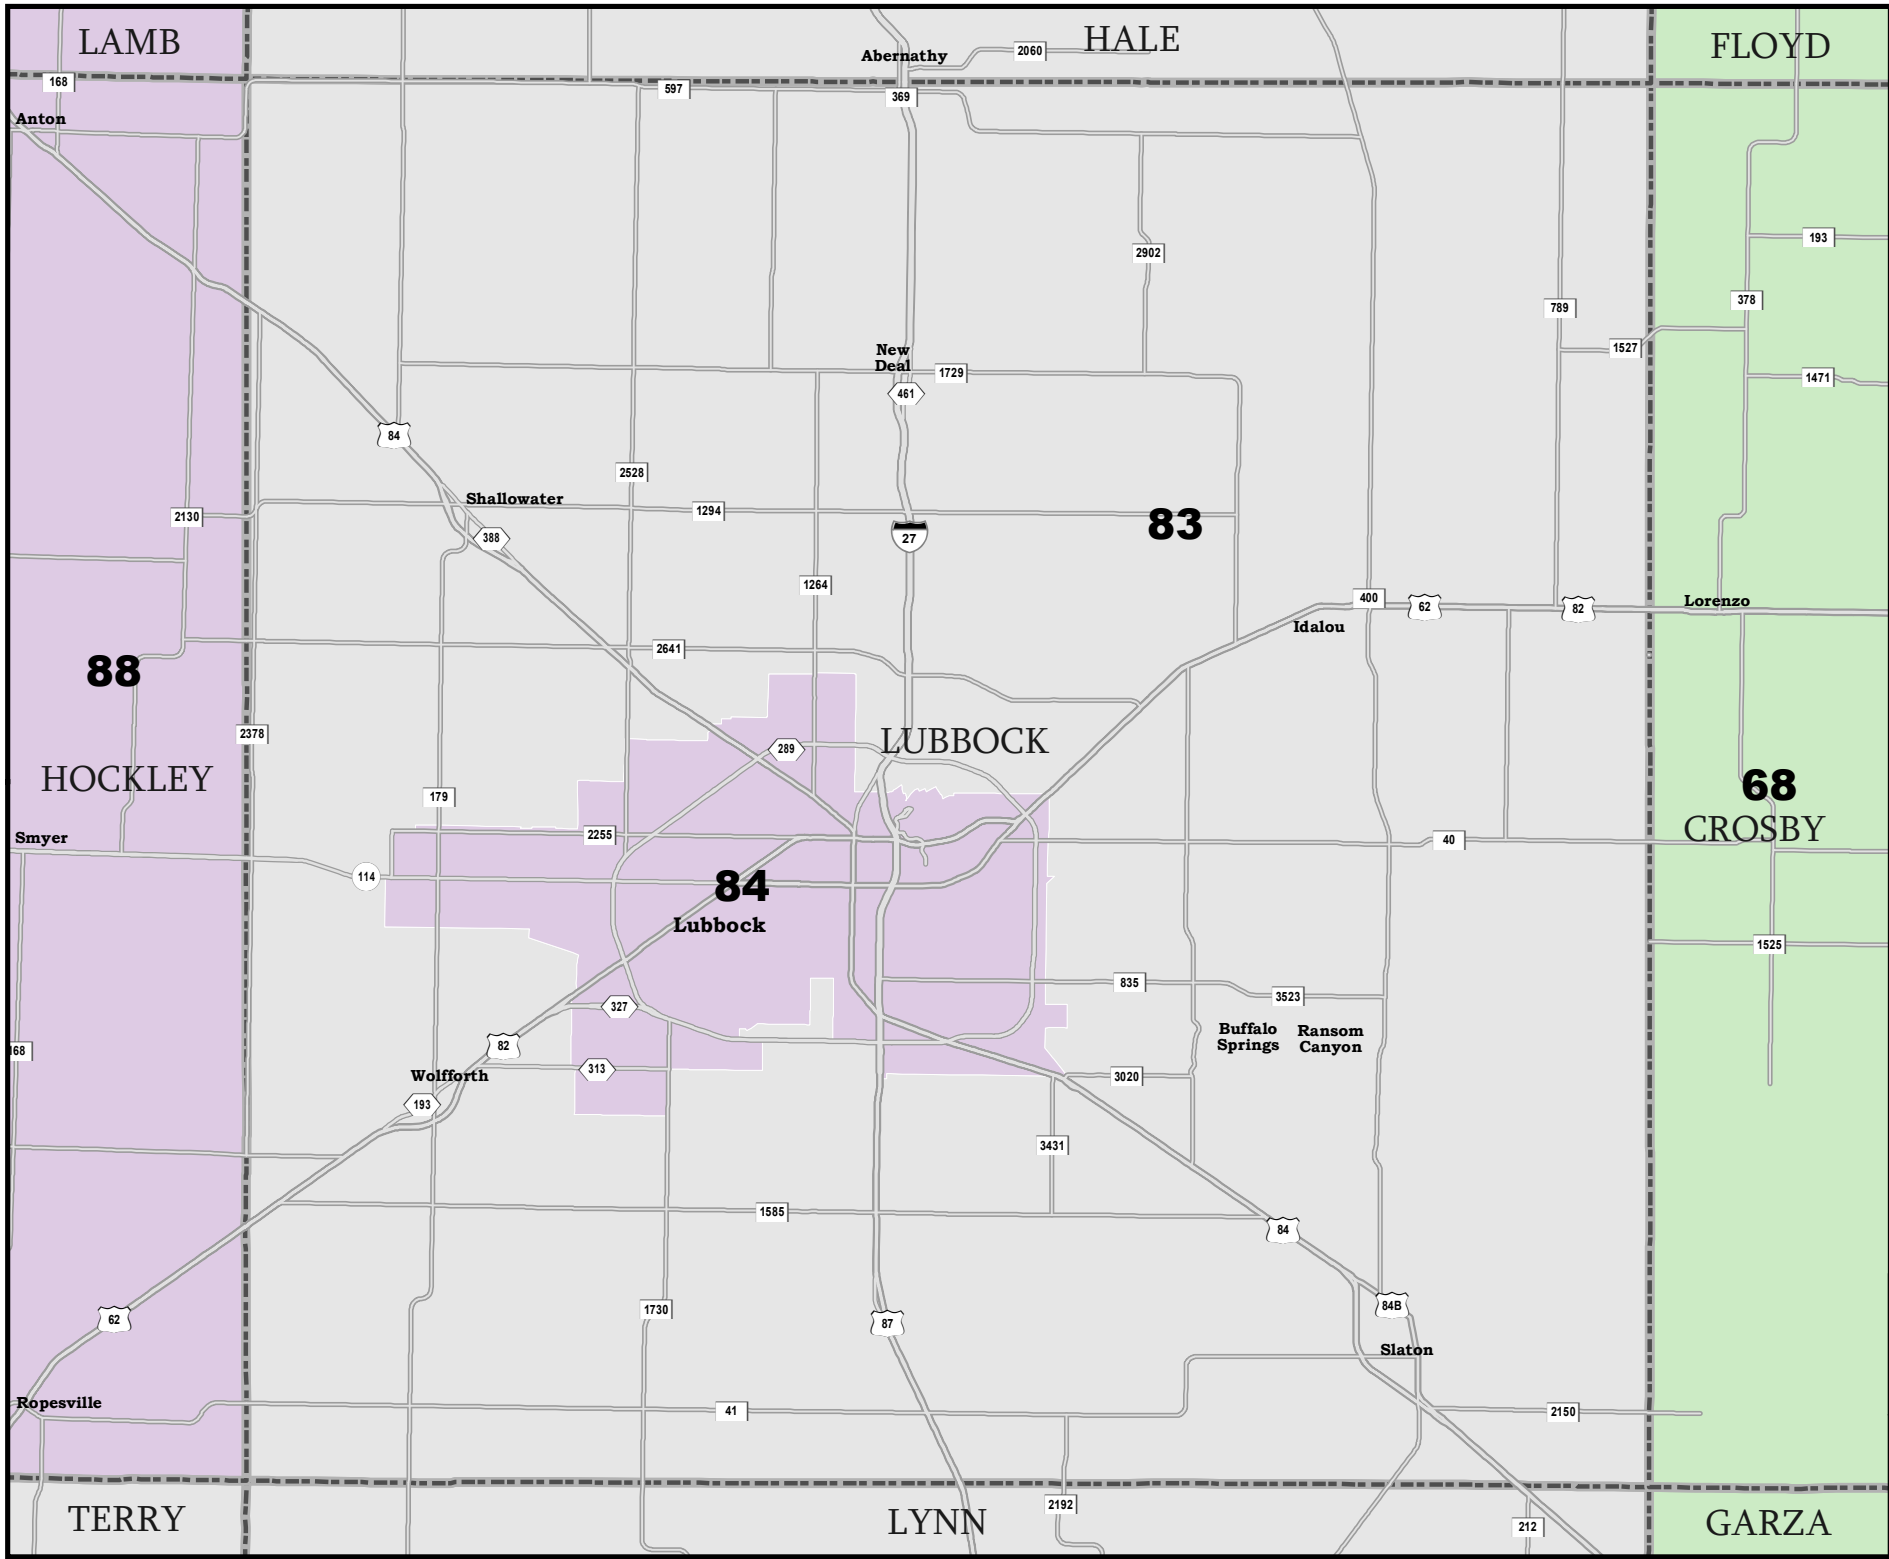 LAMB
HALE
FLOYD
Abernathy
2060
168
597
369
Anton
193
2902
378
789
1527
New
Deal
1729
1471
461
84
2528
Shallowater
1294
2130
388
83
27
1264
400
62
82
Lorenzo
Idalou
2641
88
2378
LUBBOCK
289
HOCKLEY
68
179
CROSBY
Smyer
2255
40
114
84
Lubbock
1525
835
3523
327
Buffalo
Springs
Ransom
Canyon
82
168
Wolfforth
313
3020
193
3431
1585
84
62
1730
87
84B
Slaton
Ropesville
41
2150
TERRY
LYNN
2192
212
GARZA